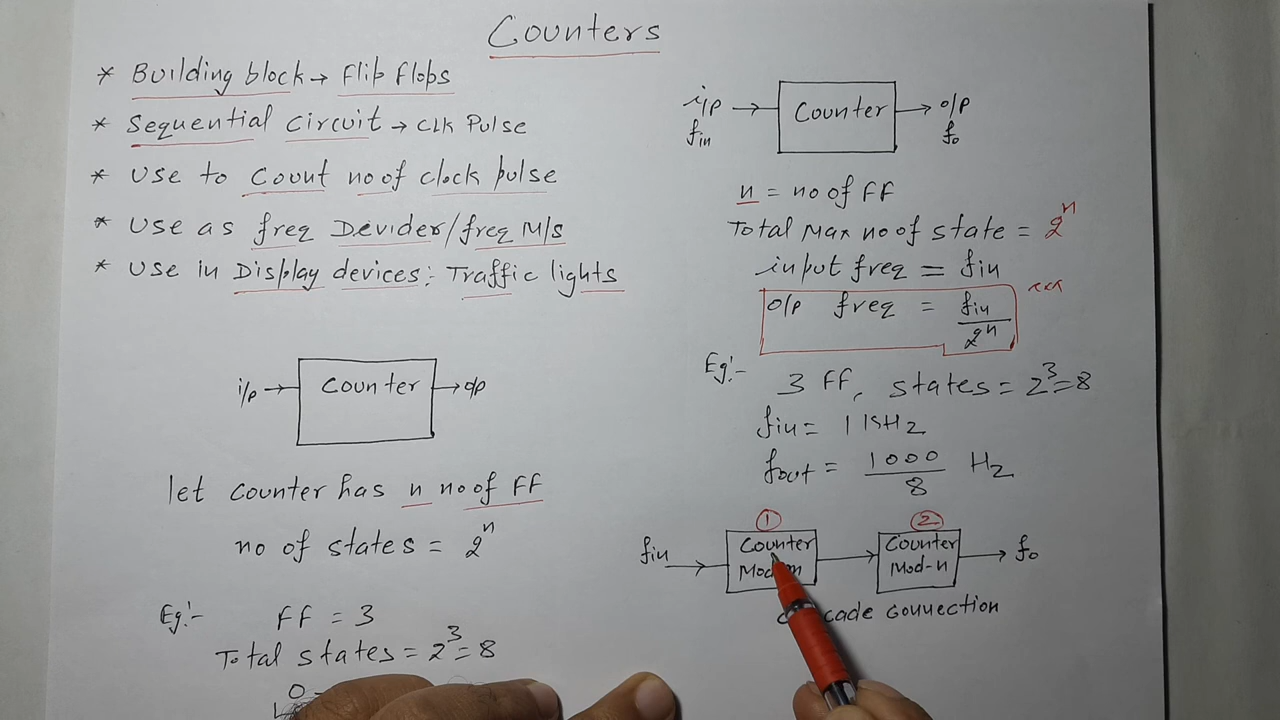 Counters
* Building block → flip flops
* Sequential circuit → CLK Pulse
* Use to Count no of clock pulse
* Use as freq Devider/freq M/s
* Use in Display devices: Traffic lights
i/p → Counter → o/p
let counter has n no of FF
no of states = 2^n
Eg:- FF = 3
Total states = 2^3 = 8
0 -
i/p → Counter → o/p
fin fo
n = no of FF
Total Max no of state = 2^n
input freq = fin
o/p freq = fin / 2^n
Eg:- 3 FF, states = 2^3 = 8
fin = 1 KHz
fout = 1000 / 8 Hz
① ②
fin → Counter → Counter → fo
Mod-n
cade connection